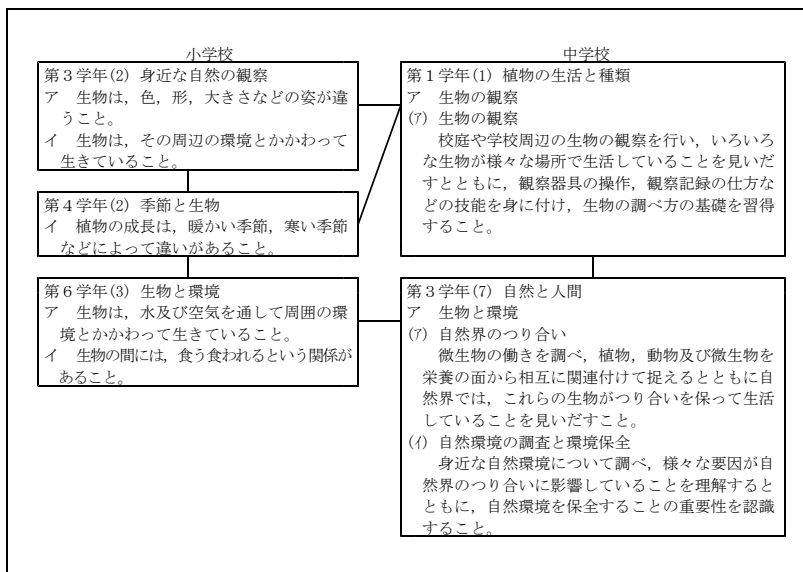 小学校
第3学年(2) 身近な自然の観察
ア 生物は，色，形，大きさなどの姿が違
うこと。
イ 生物は，その周辺の環境とかかわって
生きていること。
第4学年(2) 季節と生物
イ 植物の成長は，暖かい季節，寒い季節
などによって違いがあること。
第6学年(3) 生物と環境
ア 生物は，水及び空気を通して周囲の環
境とかかわって生きていること。
イ 生物の間には，食う食われるという関係が
あること。
中学校
第1学年(1) 植物の生活と種類
ア 生物の観察
(ア) 生物の観察
校庭や学校周辺の生物の観察を行い，いろいろ
な生物が様々な場所で生活していることを見いだ
すとともに，観察器具の操作，観察記録の仕方な
どの技能を身に付け，生物の調べ方の基礎を習得
すること。
第3学年(7) 自然と人間
ア 生物と環境
(ア) 自然界のつり合い
微生物の働きを調べ，植物，動物及び微生物を
栄養の面から相互に関連付けて捉えるとともに自
然界では，これらの生物がつり合いを保って生活
していることを見いだすこと。
(イ) 自然環境の調査と環境保全
身近な自然環境について調べ，様々な要因が自
然界のつり合いに影響していることを理解すると
ともに，自然環境を保全することの重要性を認識
すること。